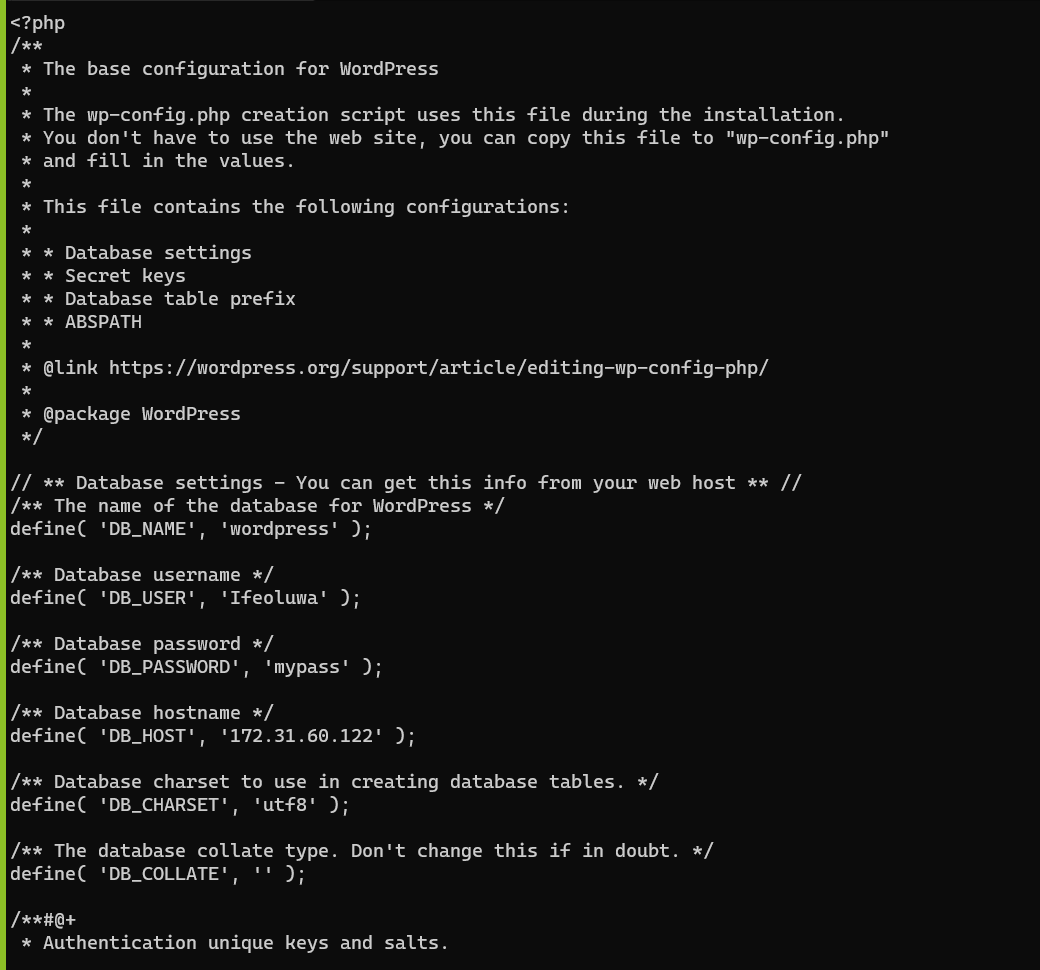 <?php
/**
 * The base configuration for WordPress
 *
 * The wp-config.php creation script uses this file during the installation.
 * You don't have to use the web site, you can copy this file to "wp-config.php"
 * and fill in the values.
 *
 * This file contains the following configurations:
 *
 * * Database settings
 * * Secret keys
 * * Database table prefix
 * * ABSPATH
 *
 * @link https://wordpress.org/support/article/editing-wp-config-php/
 *
 * @package WordPress
 */

// ** Database settings - You can get this info from your web host ** //
/** The name of the database for WordPress */
define( 'DB_NAME', 'wordpress' );

/** Database username */
define( 'DB_USER', 'Ifeoluwa' );

/** Database password */
define( 'DB_PASSWORD', 'mypass' );

/** Database hostname */
define( 'DB_HOST', '172.31.60.122' );

/** Database charset to use in creating database tables. */
define( 'DB_CHARSET', 'utf8' );

/** The database collate type. Don't change this if in doubt. */
define( 'DB_COLLATE', '' );

/**#@+
 * Authentication unique keys and salts.